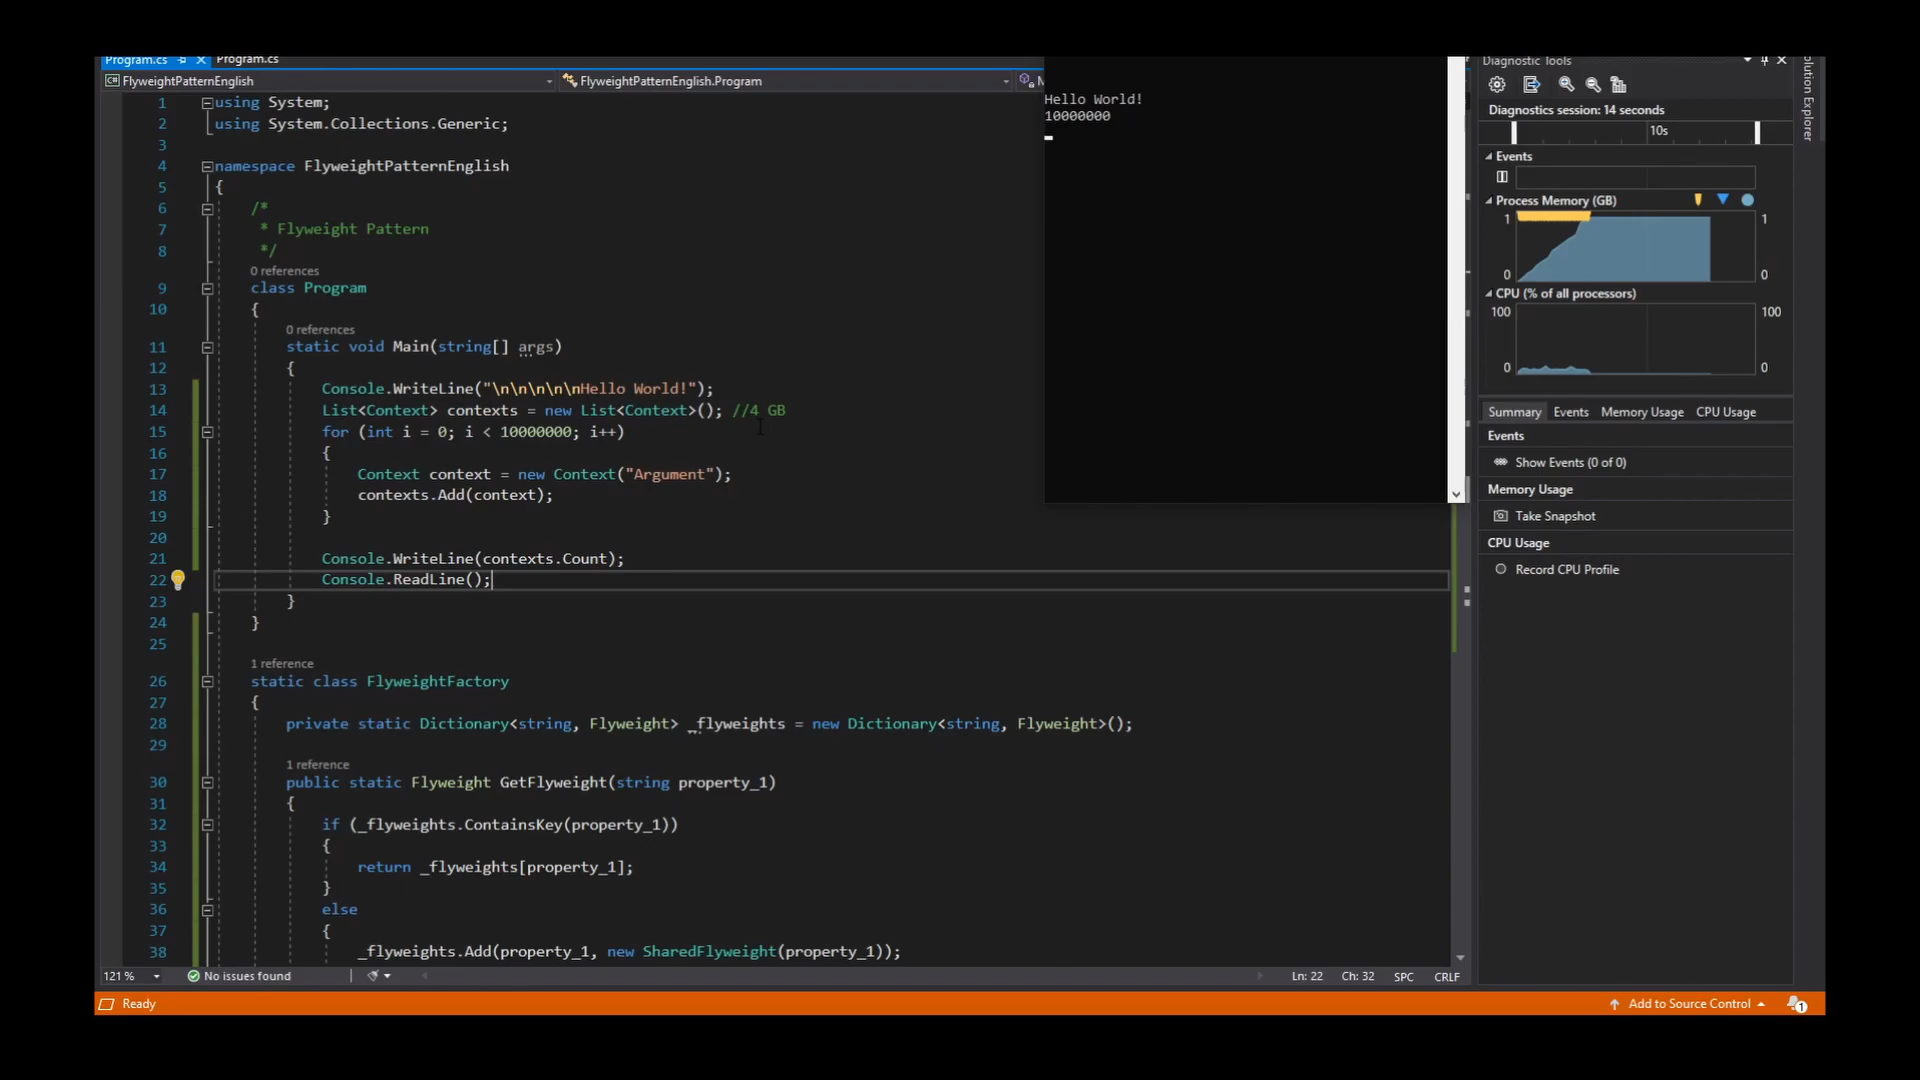 Program.cs
Program.cs
FlyweightPatternEnglish
FlyweightPatternEnglish.Program
1 using System;
2 using System.Collections.Generic;
3
4 namespace FlyweightPatternEnglish
5 {
6 /*
7 * Flyweight Pattern
8 */
0 references
9 class Program
10 {
0 references
11 static void Main(string[] args)
12 {
13 Console.WriteLine("\n\n\n\n\nHello World!");
14 List<Context> contexts = new List<Context>(); //4 GB
15 for (int i = 0; i < 10000000; i++)
16 {
17 Context context = new Context("Argument");
18 contexts.Add(context);
19 }
20
21 Console.WriteLine(contexts.Count);
22 Console.ReadLine();
23 }
24 }
25
1 reference
26 static class FlyweightFactory
27 {
28 private static Dictionary<string, Flyweight> _flyweights = new Dictionary<string, Flyweight>();
29
1 reference
30 public static Flyweight GetFlyweight(string property_1)
31 {
32 if (_flyweights.ContainsKey(property_1))
33 {
34 return _flyweights[property_1];
35 }
36 else
37 {
38 _flyweights.Add(property_1, new SharedFlyweight(property_1));
121 %
No issues found
Ln: 22 Ch: 32 SPC CRLF
Ready
Add to Source Control
1
Hello World!
10000000
Diagnostic Tools
Diagnostics session: 14 seconds
10s
Events
Process Memory (GB)
1 1
0 0
CPU (% of all processors)
100 100
0 0
Summary Events Memory Usage CPU Usage
Events
Show Events (0 of 0)
Memory Usage
Take Snapshot
CPU Usage
Record CPU Profile
Explorer